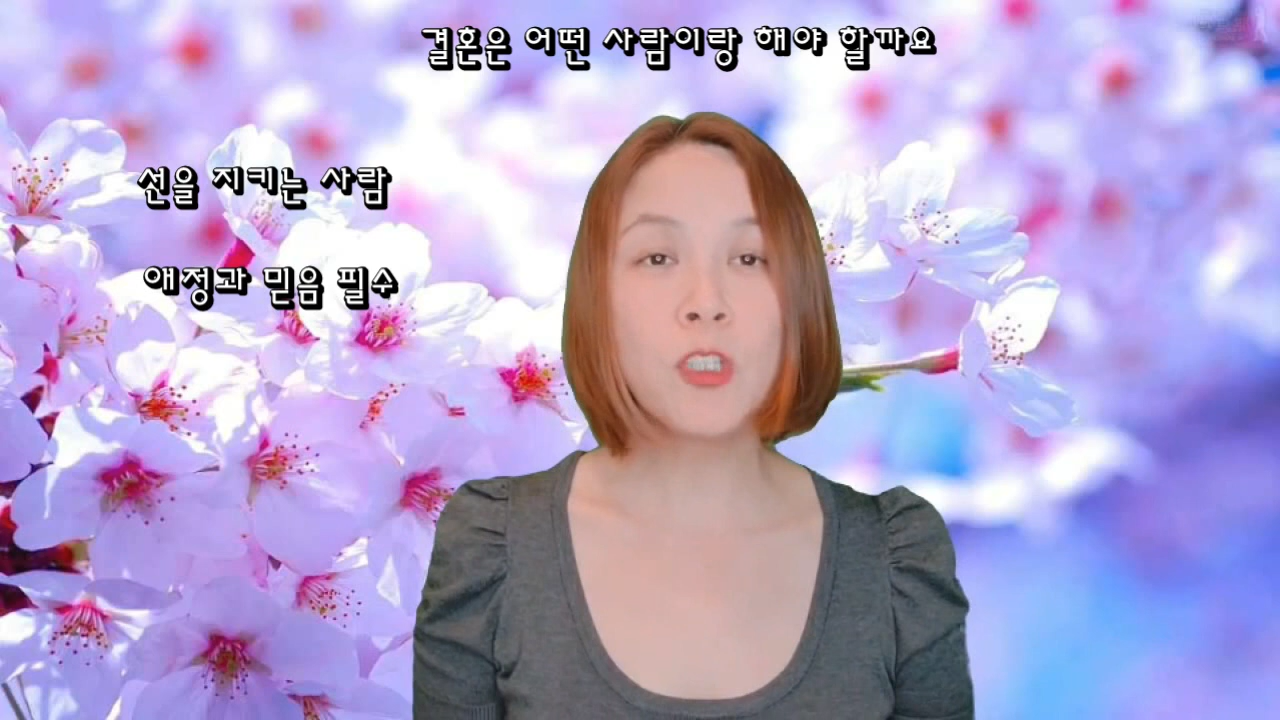 결혼은 어떤 사람이랑 해야 할까요
선을 지키는 사람
애정과 믿음 필수